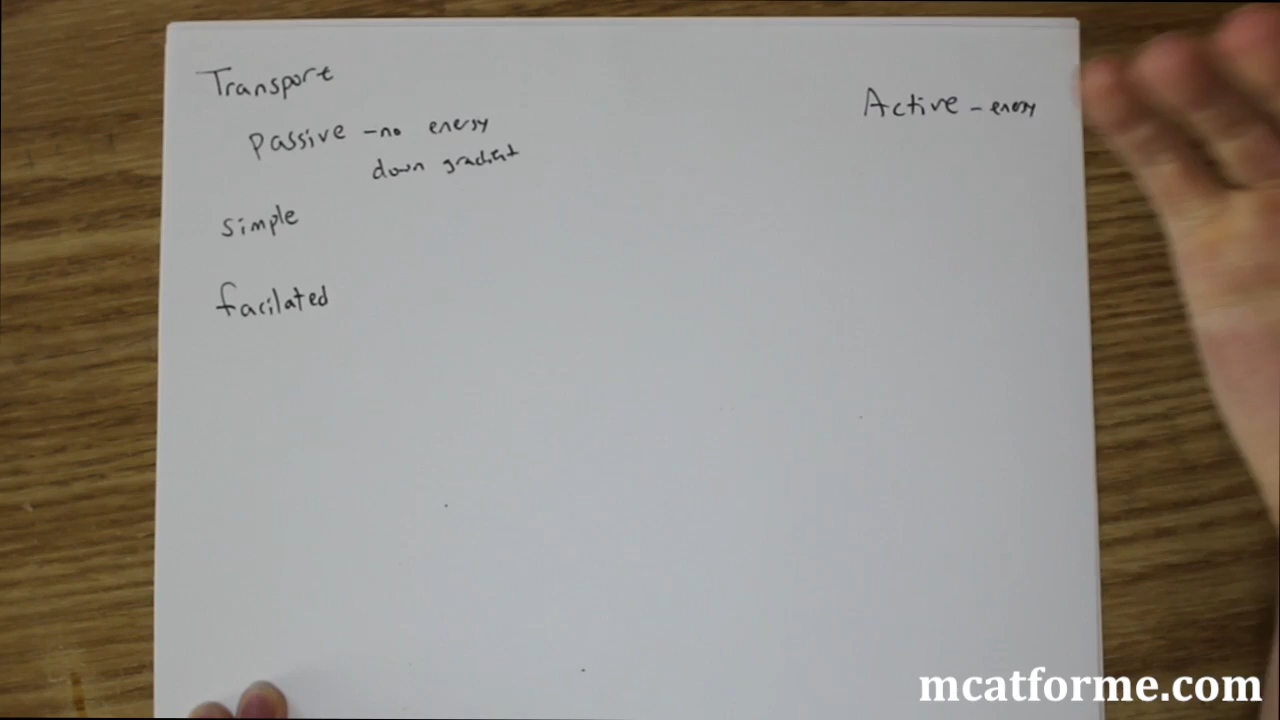 Transport
Passive - no energy
down gradient
simple
facilated
Active - energy
mcatforme.com